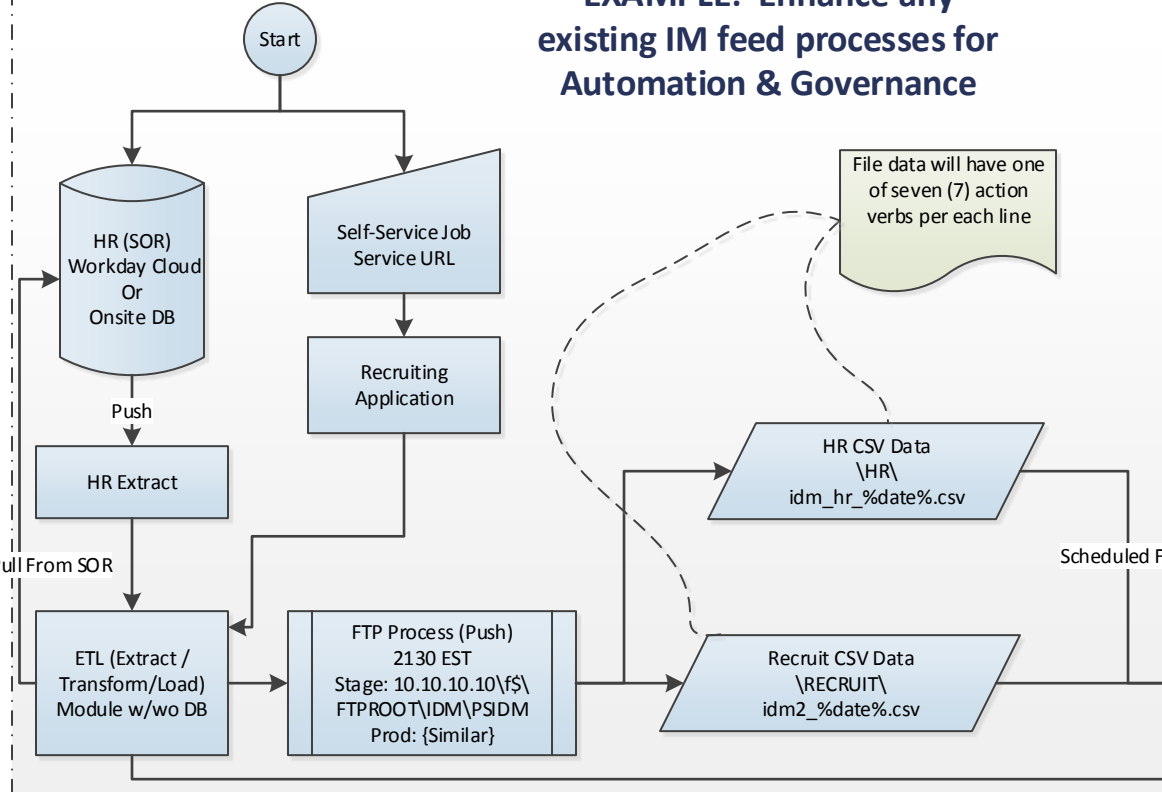 EXAMPLE: Enhance any
existing IM feed processes for
Automation & Governance
Start
HR (SOR)
Workday Cloud
Or
Onsite DB
Self-Service Job
Service URL
File data will have one
of seven (7) action
verbs per each line
Recruiting
Application
Push
HR Extract
HR CSV Data
\HR\
idm_hr_%date%.csv
From SOR
Scheduled
ETL (Extract /
Transform/Load)
Module w/wo DB
FTP Process (Push)
2130 EST
Stage: 10.10.10.10\f$\
FTPROOT\IDM\PSIDM
Prod: {Similar}
Recruit CSV Data
\RECRUIT\
idm2_%date%.csv